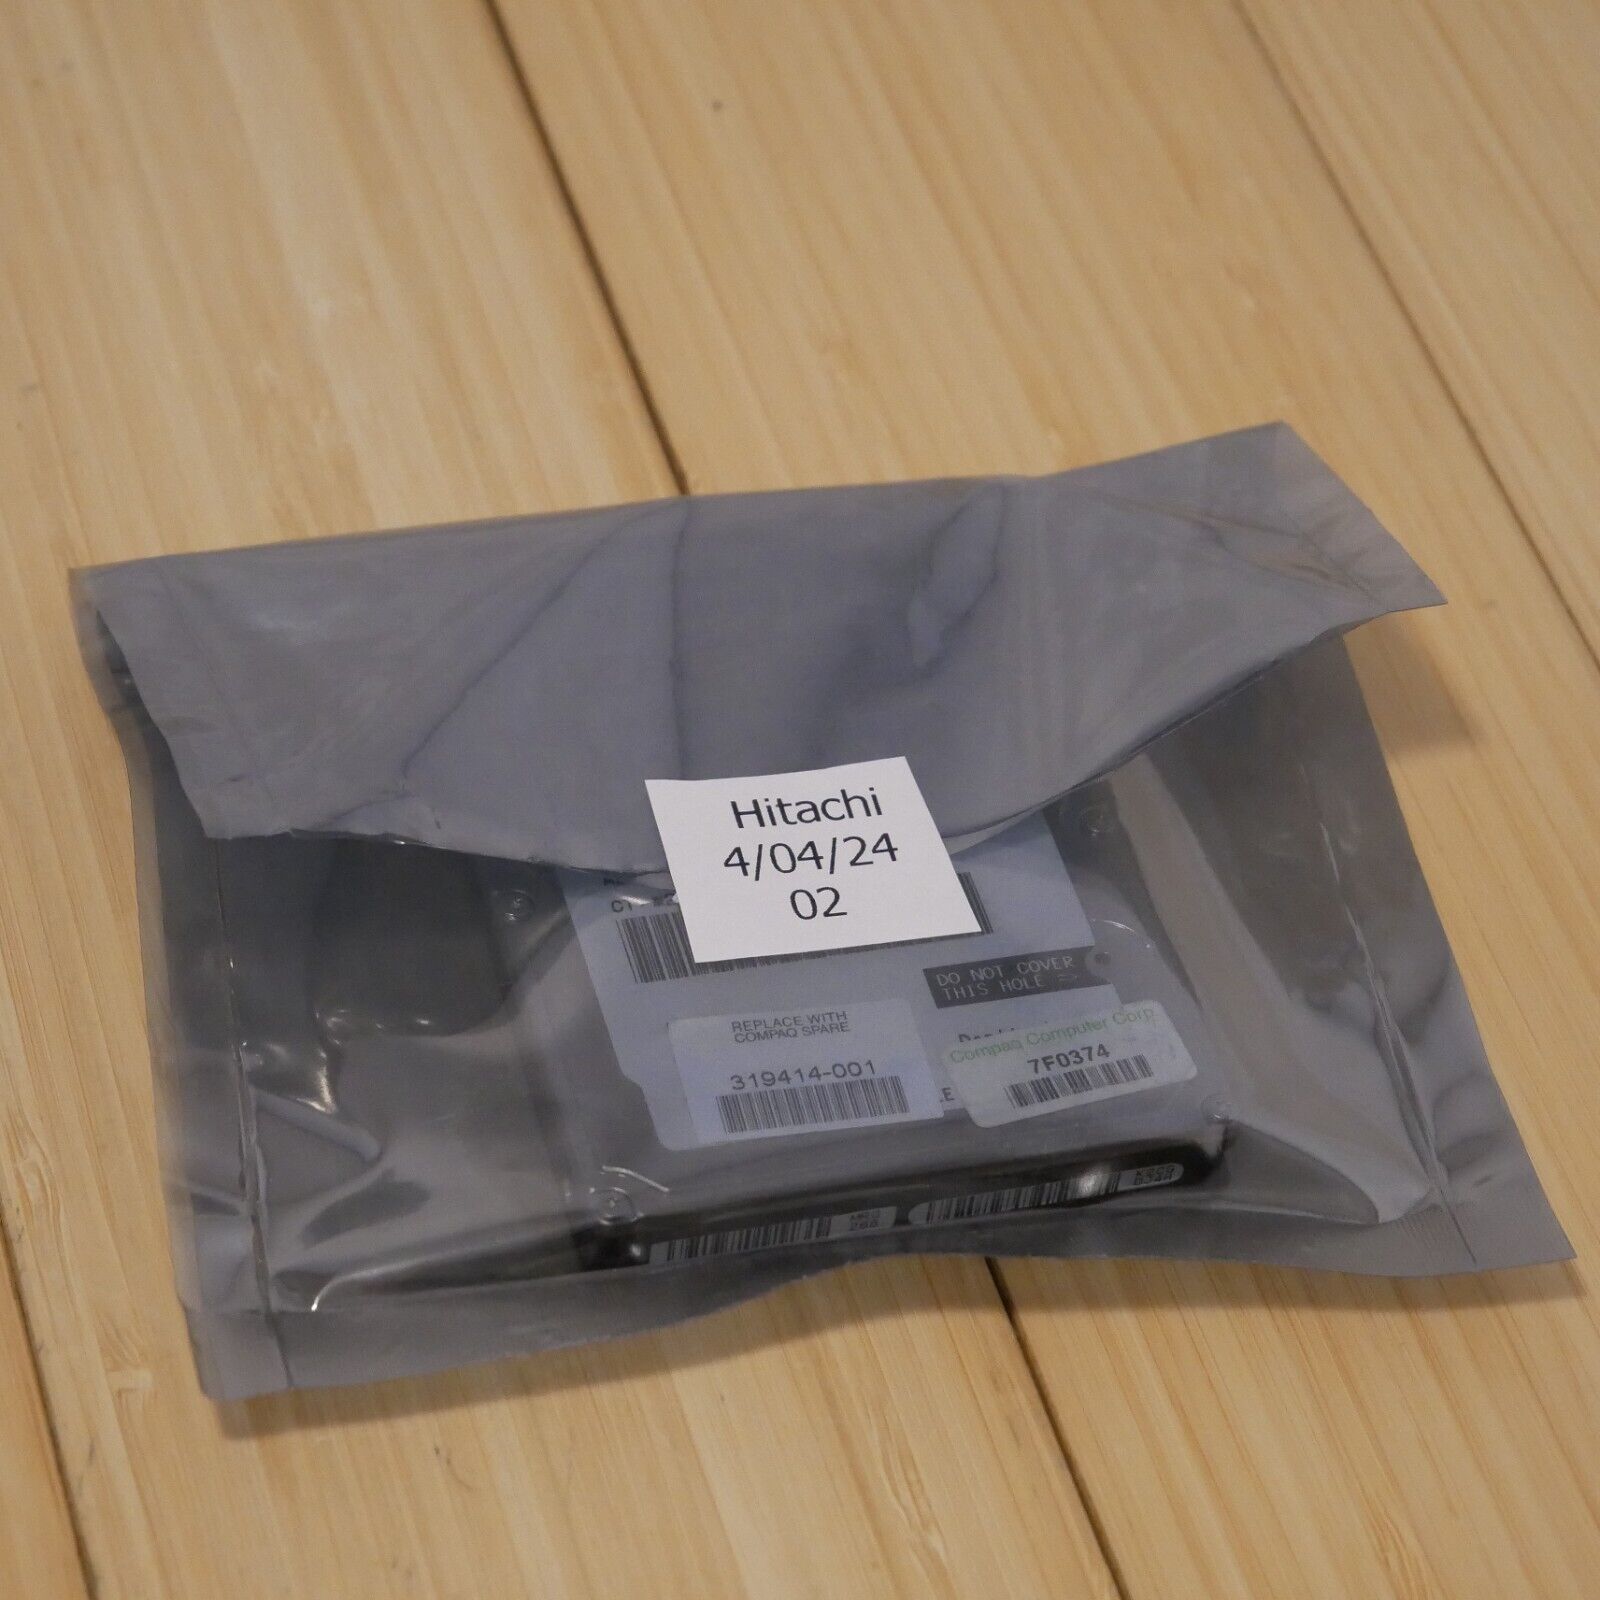 Hitachi
4/04/24
02
DO NOT COVER
THIS HOLE
REPLACE WITH
COMPAQ SPARE
319414-001
Compaq Computer Corp
7F0374